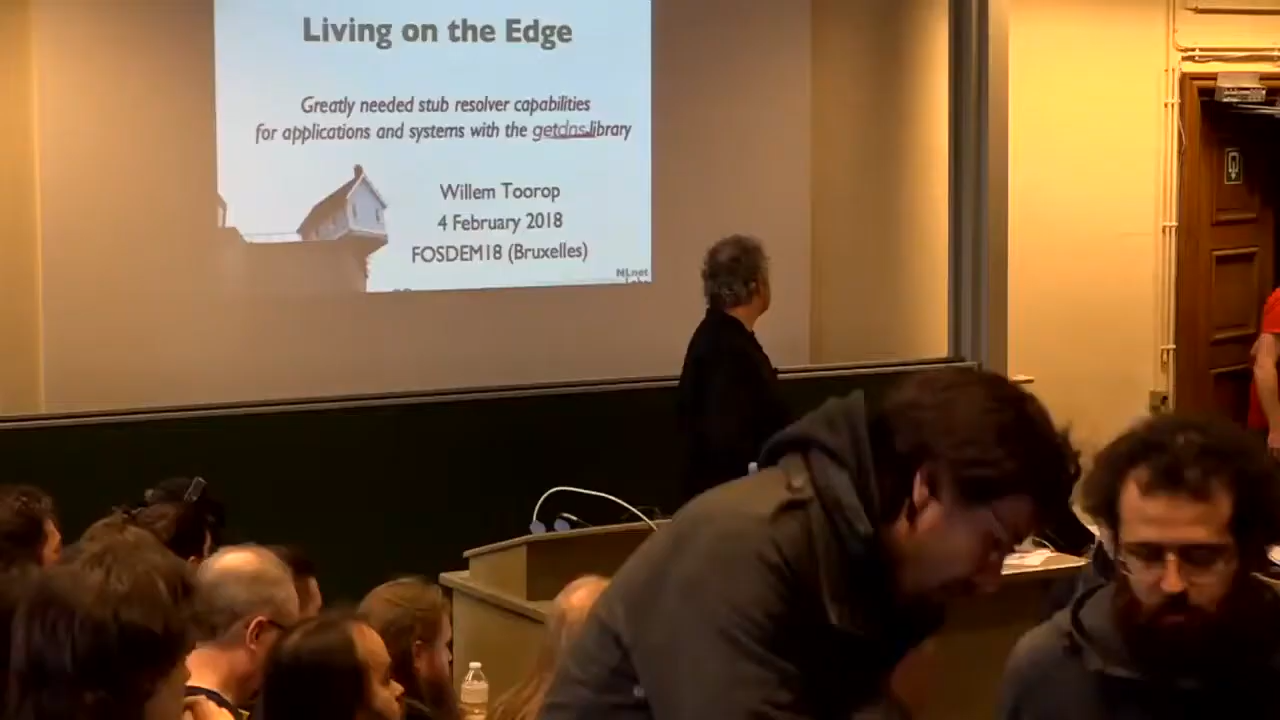 Living on the Edge
Greatly needed stub resolver capabilities
for applications and systems with the getdns library
Willem Toorop
4 February 2018
FOSDEM18 (Bruxelles)
NLnet
Labs